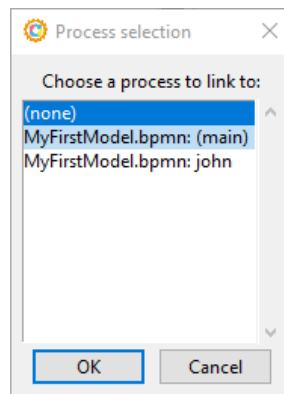 Process selection
Choose a process to link to:
(none)
MyFirstModel.bpmn: (main)
MyFirstModel.bpmn: john
OK
Cancel